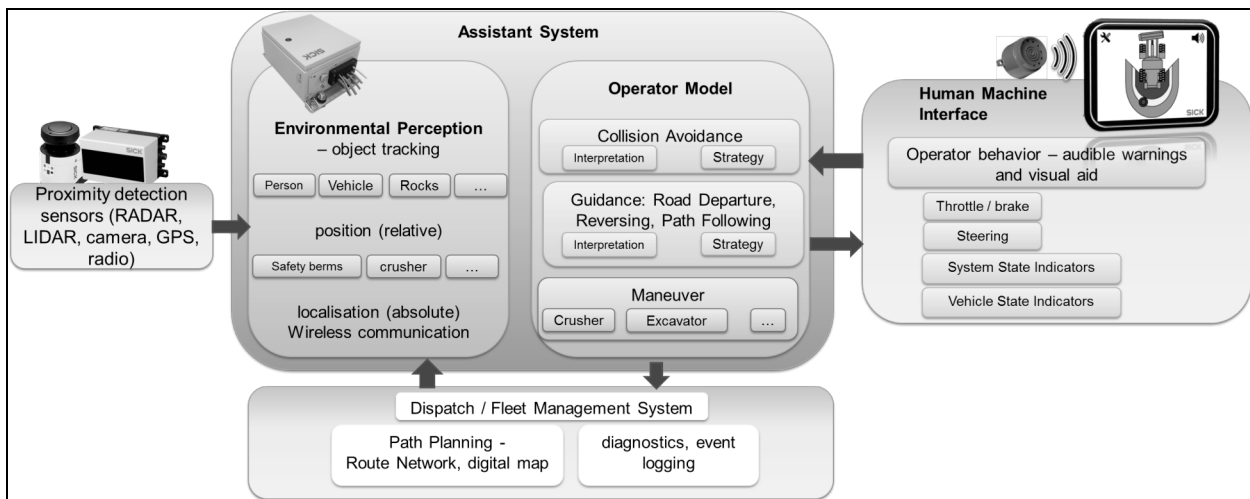 Assistant System
SICK
SICK
SICK
Proximity detection
sensors (RADAR,
LIDAR, camera, GPS,
radio)
Environmental Perception
– object tracking
Person
Vehicle
Rocks
...
position (relative)
Safety berms
crusher
...
localisation (absolute)
Wireless communication
Operator Model
Collision Avoidance
Interpretation
Strategy
Guidance: Road Departure,
Reversing, Path Following
Interpretation
Strategy
Maneuver
Crusher
Excavator
...
Human Machine
Interface
SICK
Operator behavior – audible warnings
and visual aid
Throttle / brake
Steering
System State Indicators
Vehicle State Indicators
Dispatch / Fleet Management System
Path Planning -
Route Network, digital map
diagnostics, event
logging